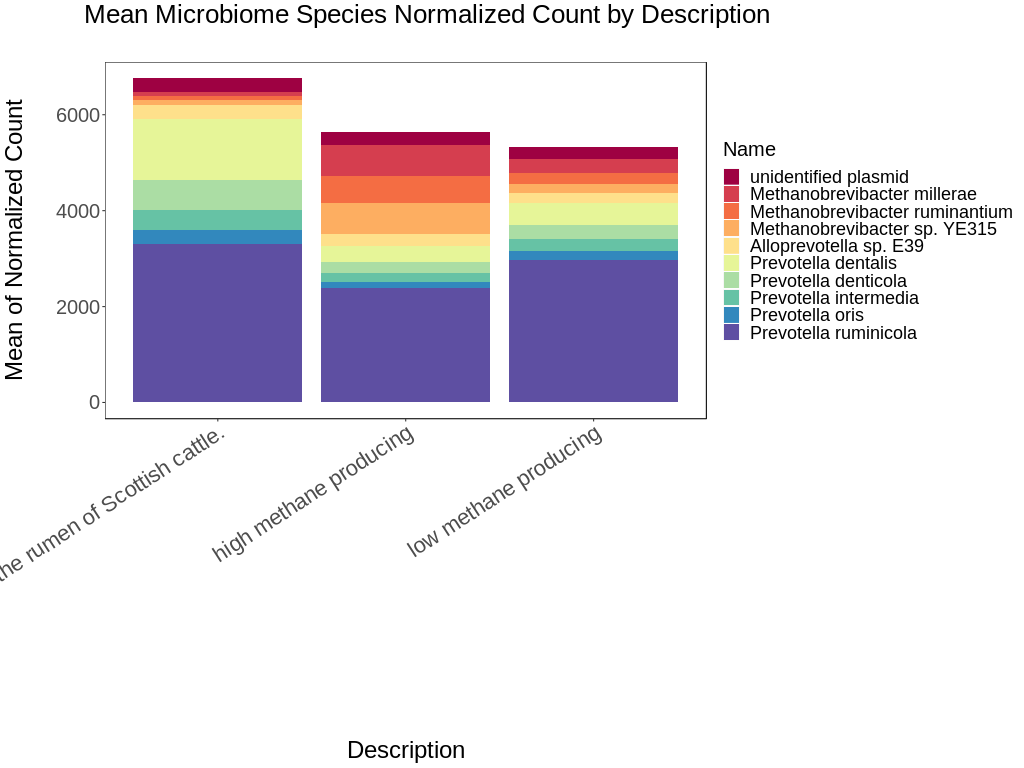 Mean Microbiome Species Normalized Count by Description
Mean of Normalized Count
6000
4000
2000
0
the rumen of Scottish cattle.
high methane producing
low methane producing
Description
Name
unidentified plasmid
Methanobrevibacter millerae
Methanobrevibacter ruminantium
Methanobrevibacter sp. YE315
Alloprevotella sp. E39
Prevotella dentalis
Prevotella denticola
Prevotella intermedia
Prevotella oris
Prevotella ruminicola